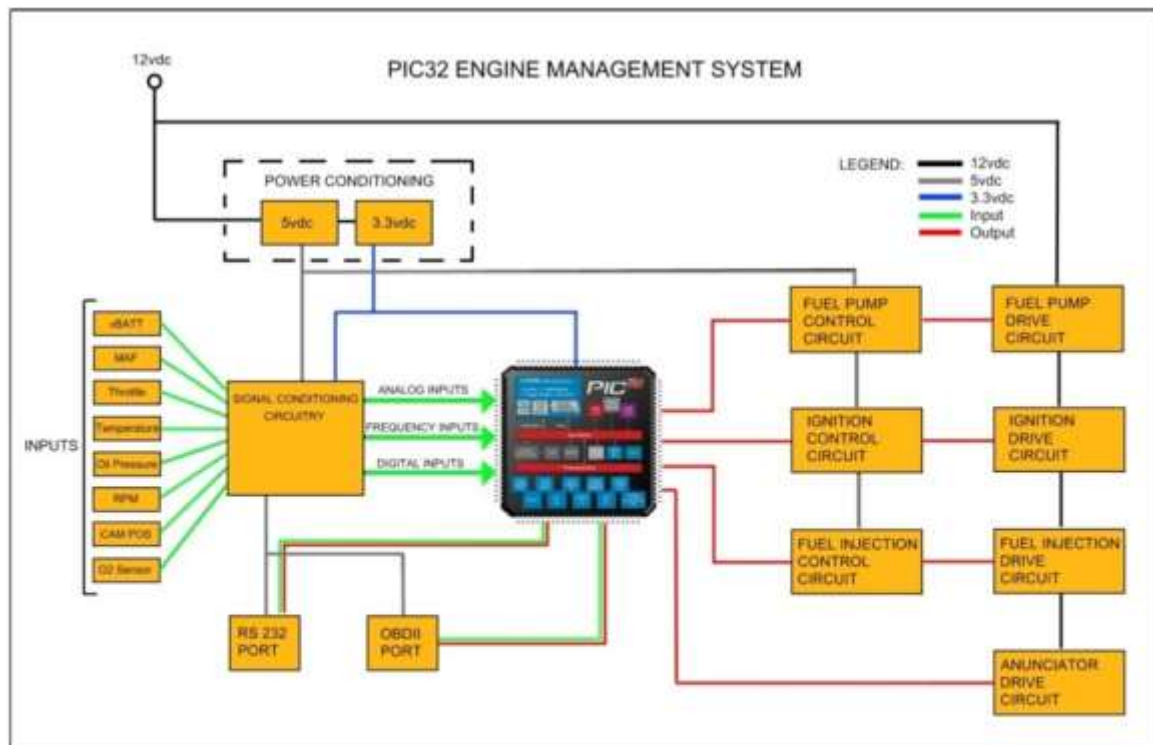 12vdc
PIC32 ENGINE MANAGEMENT SYSTEM
LEGEND:
12vdc
5vdc
3.3vdc
Input
Output
POWER CONDITIONING
5vdc
3.3vdc
INPUTS
vBATT
MAF
Throttle
Temperature
Oil Pressure
RPM
CAM POS
O2 Sensor
SIGNAL CONDITIONING
CIRCUITRY
ANALOG INPUTS
FREQUENCY INPUTS
DIGITAL INPUTS
PIC32
FUEL PUMP
CONTROL
CIRCUIT
FUEL PUMP
DRIVE
CIRCUIT
IGNITION
CONTROL
CIRCUIT
IGNITION
DRIVE
CIRCUIT
FUEL INJECTION
CONTROL
CIRCUIT
FUEL INJECTION
DRIVE
CIRCUIT
RS 232
PORT
OBDII
PORT
ANUNCIATOR
DRIVE
CIRCUIT